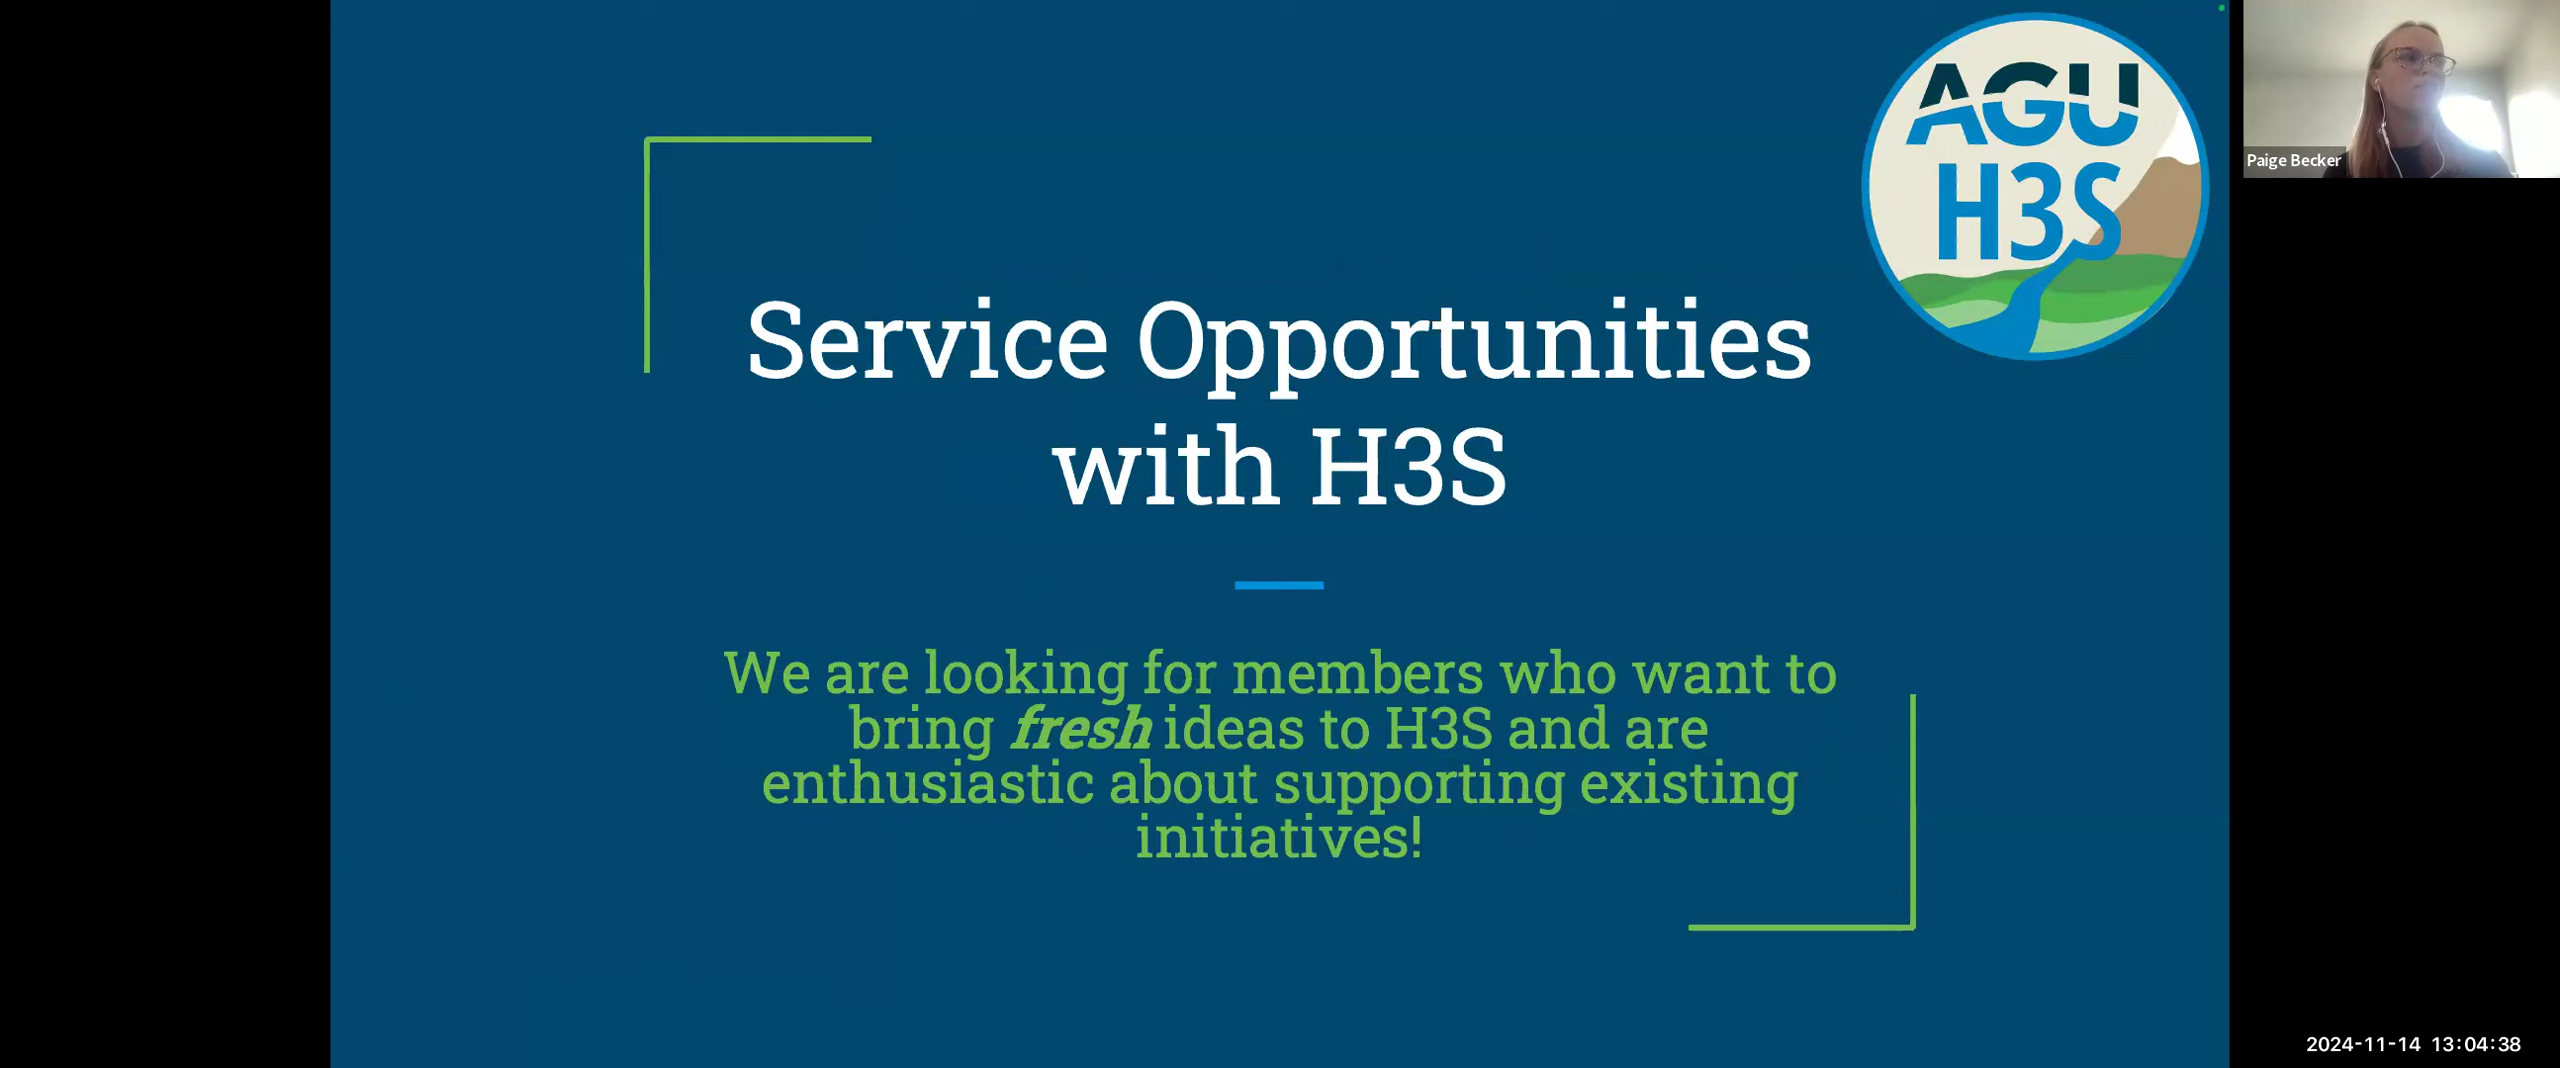 AGU
H3S
Paige Becker
Service Opportunities
with H3S
We are looking for members who want to
bring fresh ideas to H3S and are
enthusiastic about supporting existing
initiatives!
2024-11-14 13:04:38